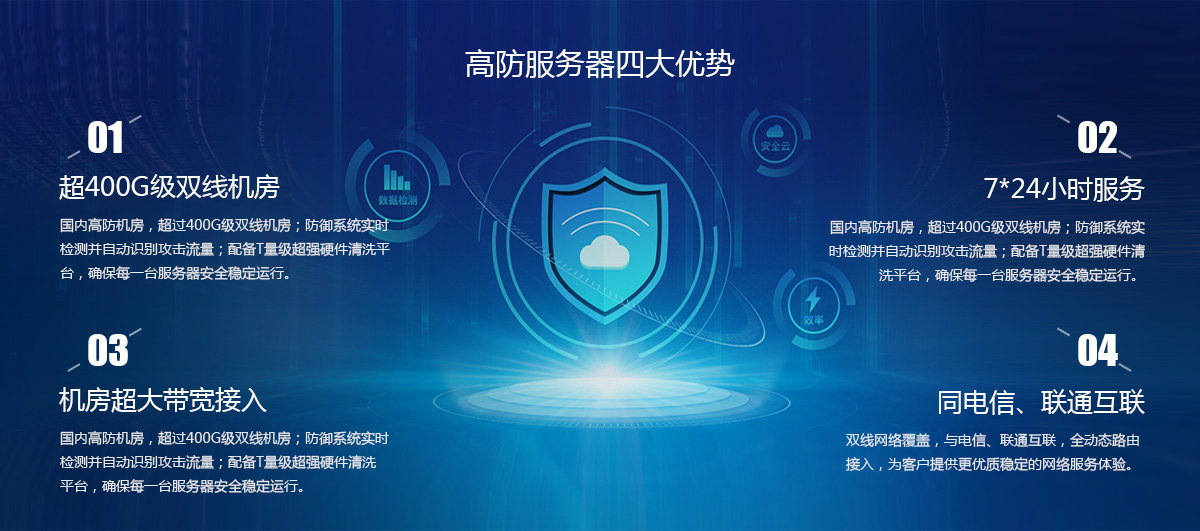 高防服务器四大优势
01
超400G级双线机房
国内高防机房，超过400G级双线机房；防御系统实时
检测并自动识别攻击流量；配备T量级超强硬件清洗平
台，确保每一台服务器安全稳定运行。
02
7*24小时服务
国内高防机房，超过400G级双线机房；防御系统实
时检测并自动识别攻击流量；配备T量级超强硬件清
洗平台，确保每一台服务器安全稳定运行。
数据检测
安全云
效率
03
机房超大带宽接入
国内高防机房，超过400G级双线机房；防御系统实时
检测并自动识别攻击流量；配备T量级超强硬件清洗
平台，确保每一台服务器安全稳定运行。
04
同电信、联通互联
双线网络覆盖，与电信、联通互联，全动态路由
接入，为客户提供更优质稳定的网络服务体验。